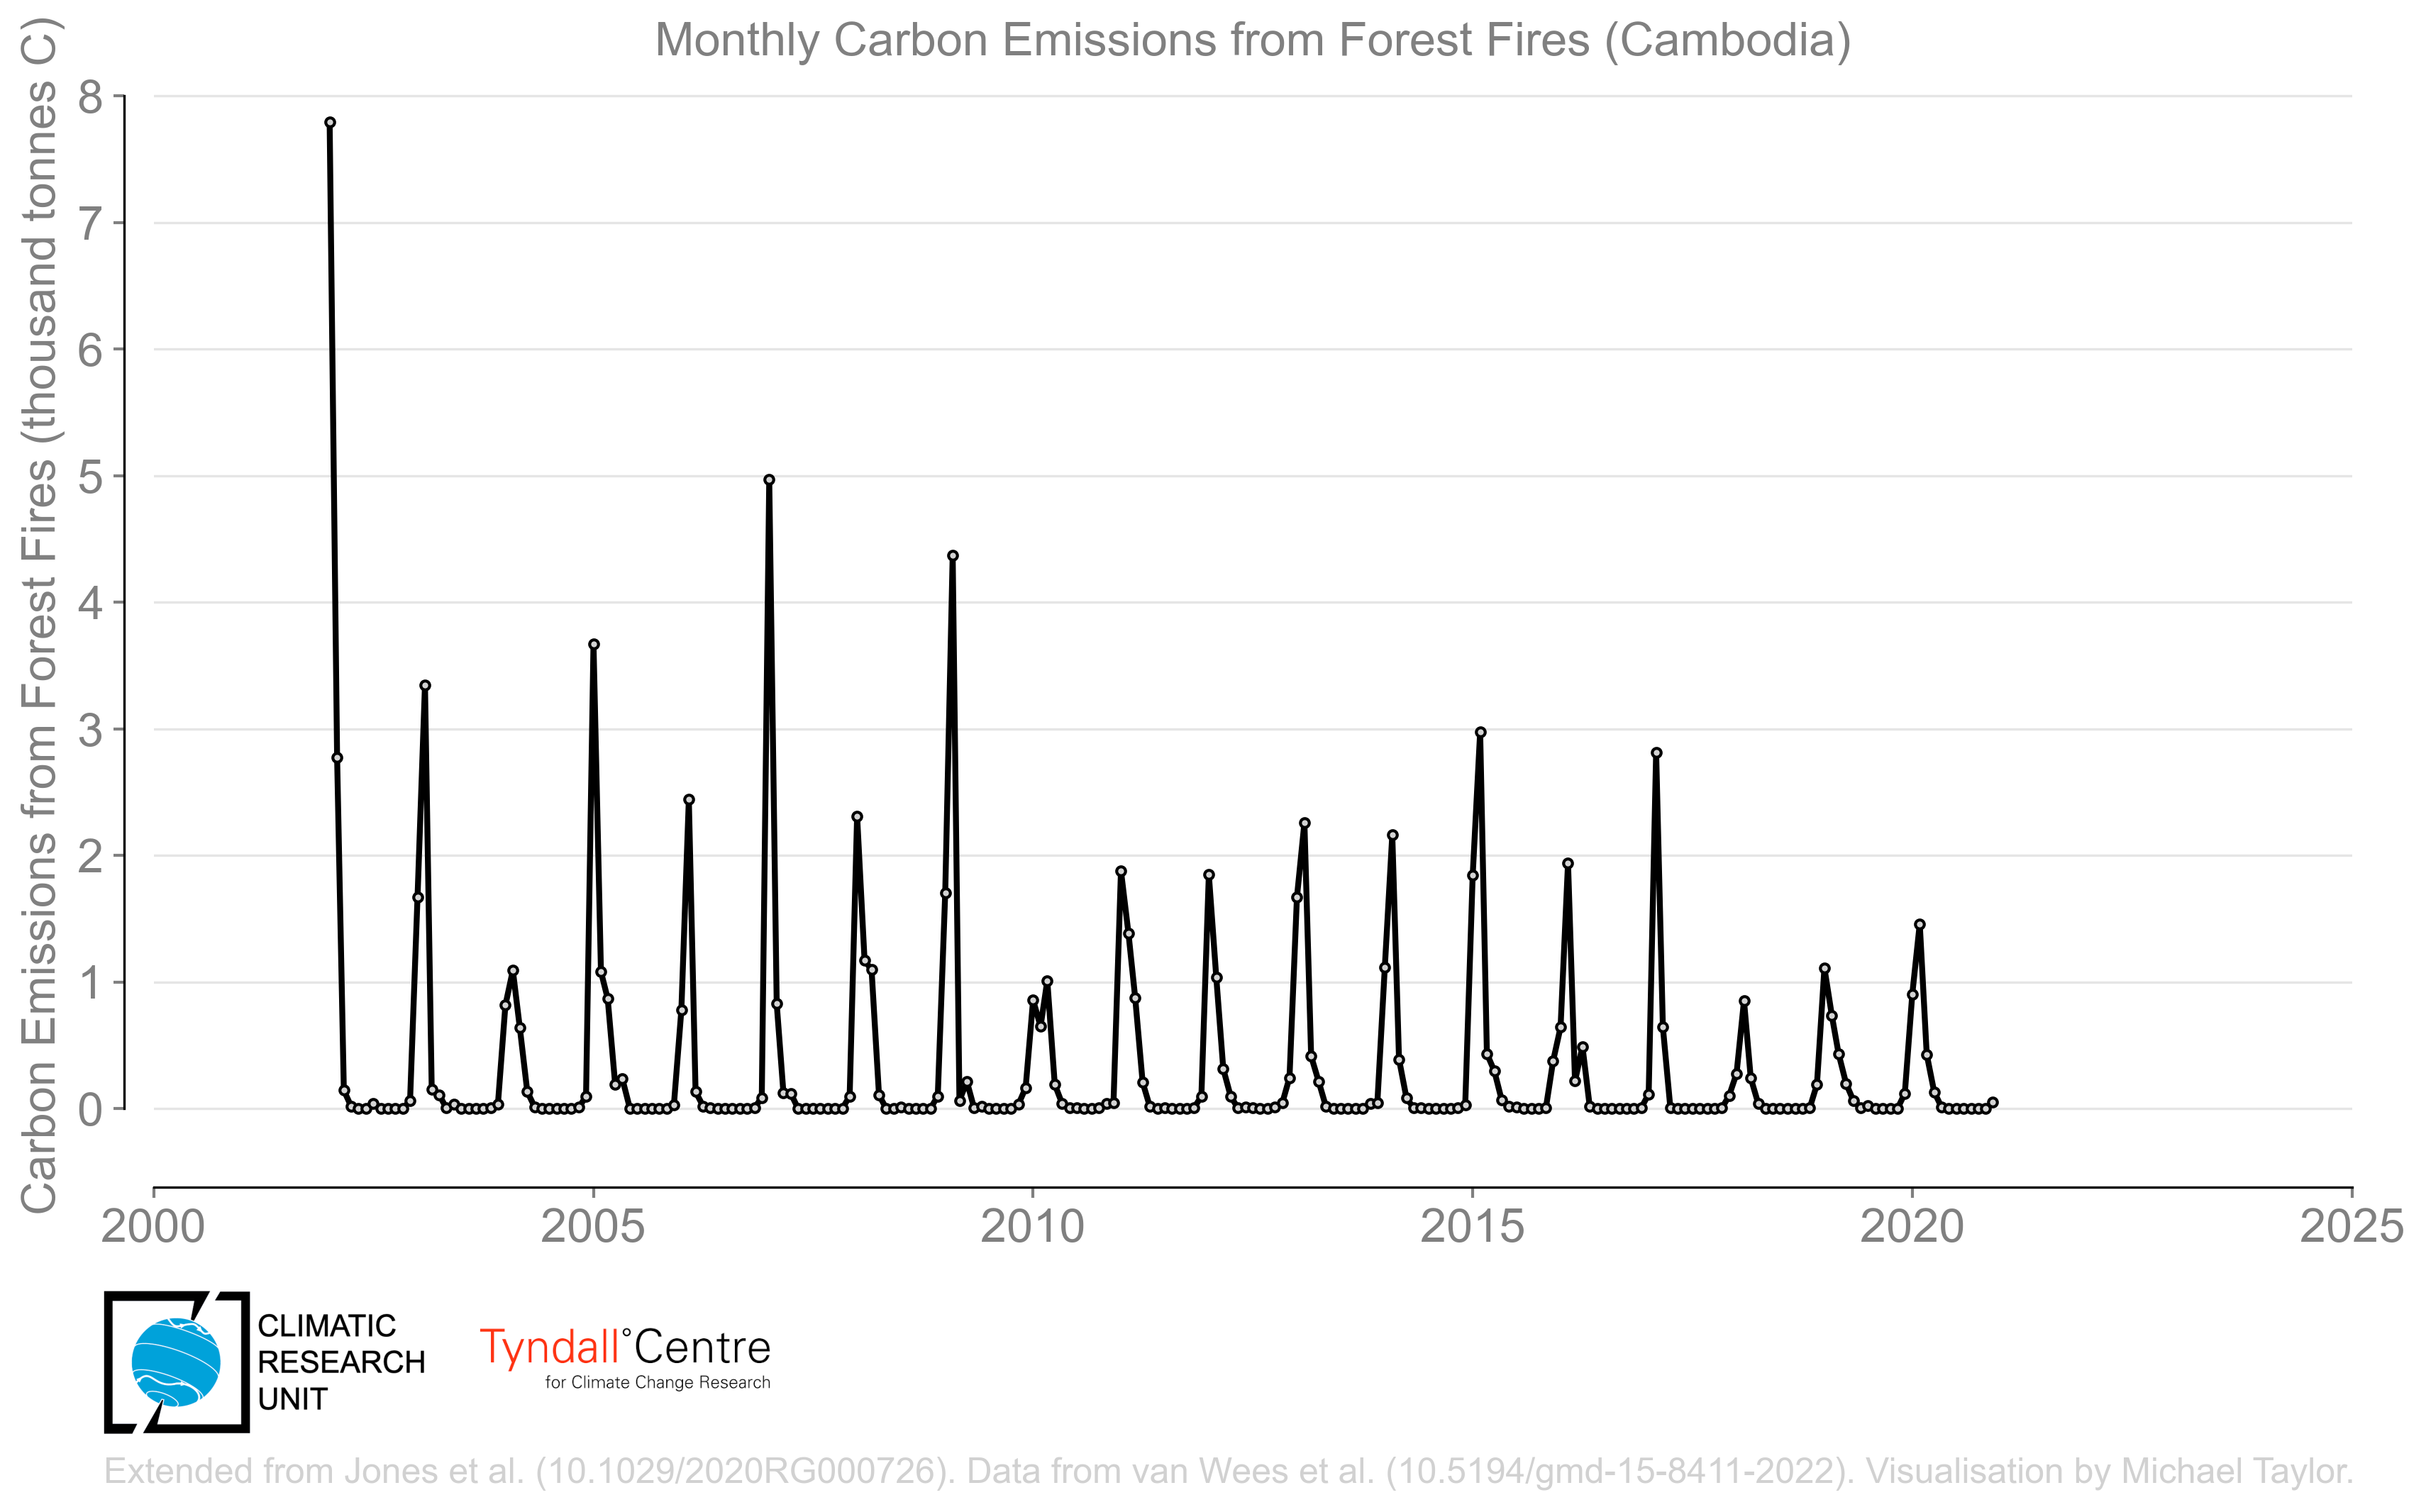 Monthly Carbon Emissions from Forest Fires (Cambodia)
Carbon Emissions from Forest Fires (thousand tonnes C)
8
7
6
5
4
3
2
1
0
2000 2005 2010 2015 2020 2025
CLIMATIC
RESEARCH
UNIT
Tyndall°Centre
for Climate Change Research
Extended from Jones et al. (10.1029/2020RG000726). Data from van Wees et al. (10.5194/gmd-15-8411-2022). Visualisation by Michael Taylor.